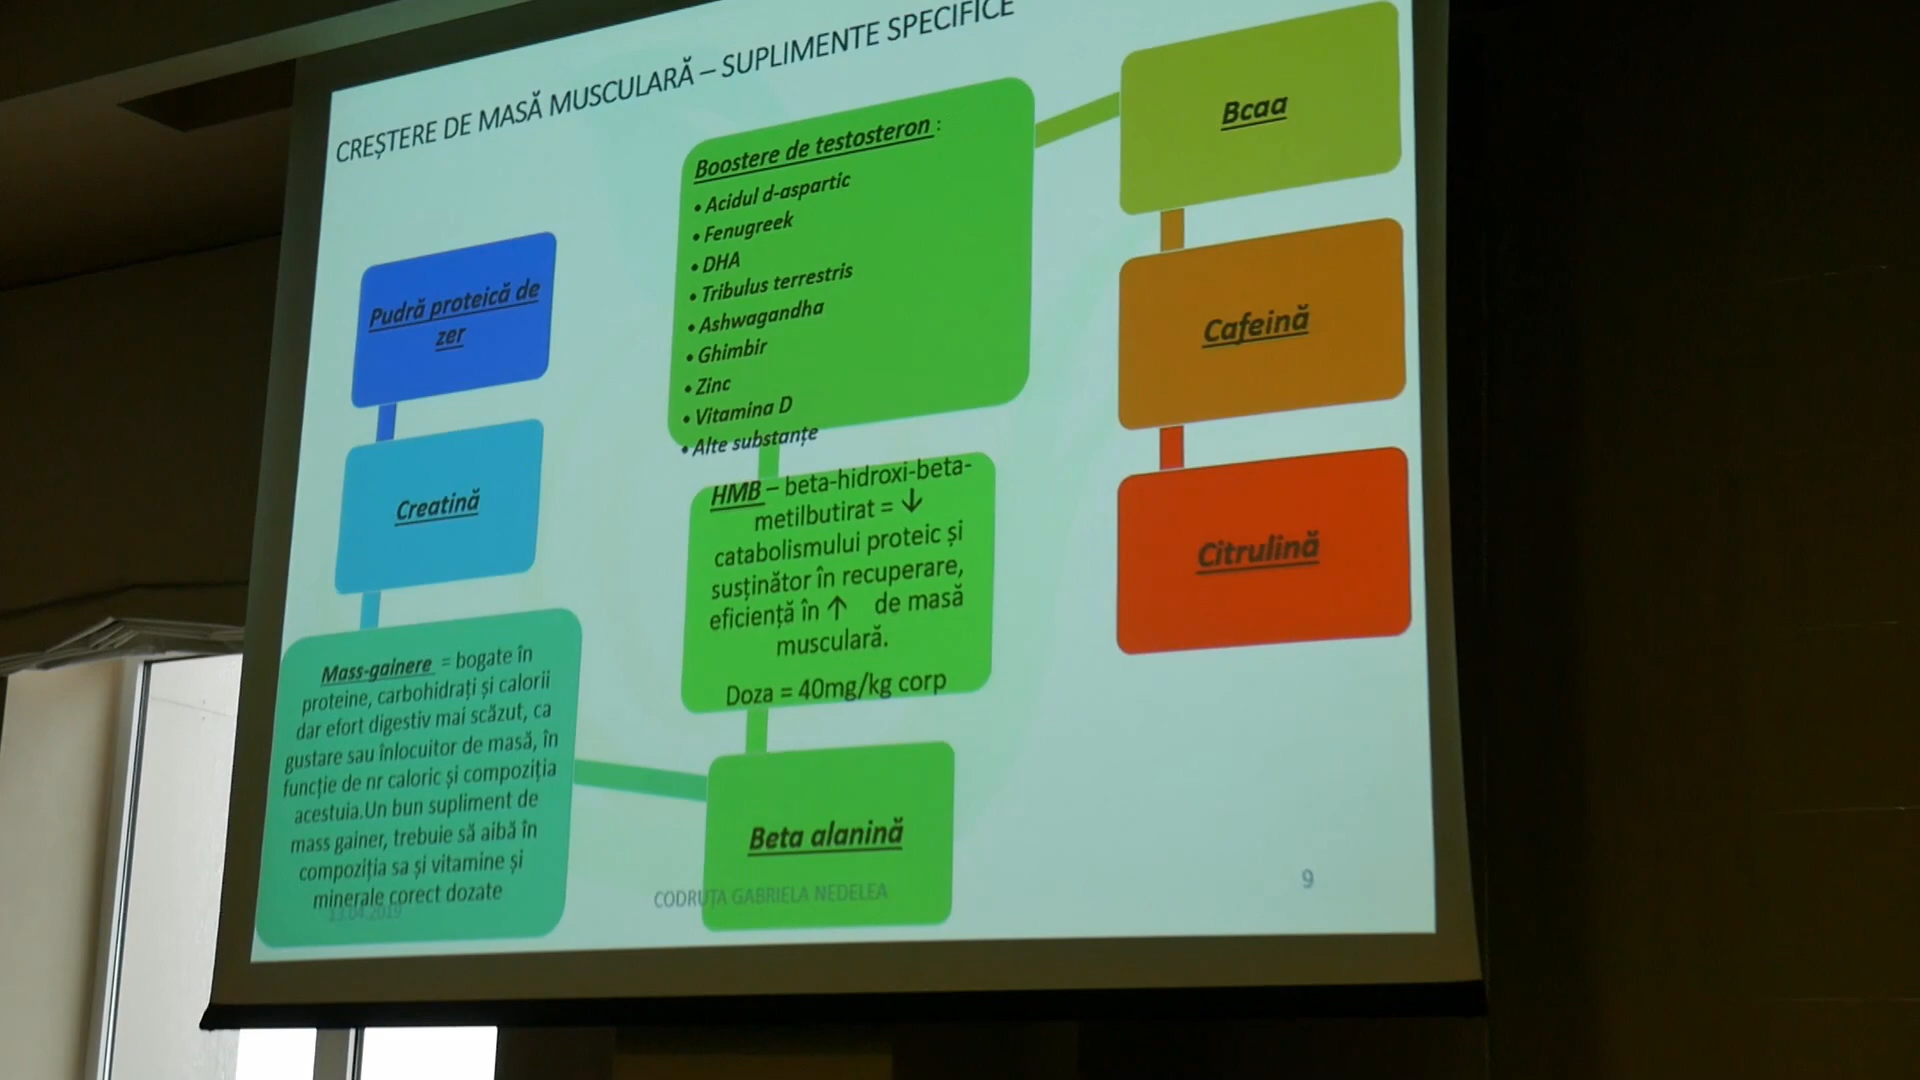 CREȘTERE DE MASĂ MUSCULARĂ – SUPLIMENTE SPECIFICE
Pudră proteică de
zer
Creatină
Mass-gainere = bogate în
proteine, carbohidrați și calorii
dar efort digestiv mai scăzut, ca
gustare sau înlocuitor de masă, în
funcție de nr caloric și compoziția
acestuia.Un bun supliment de
mass gainer, trebuie să aibă în
compoziția sa și vitamine și
minerale corect dozate
13.04.2019
Beta alanină
CODRUȚA GABRIELA NEDELEA
HMB – beta-hidroxi-beta-
metilbutirat = ↓
catabolismului proteic și
susținător în recuperare,
eficiență în ↑ de masă
musculară.
Doza = 40mg/kg corp
Boostere de testosteron :
• Acidul d-aspartic
• Fenugreek
• DHA
• Tribulus terrestris
• Ashwagandha
• Ghimbir
• Zinc
• Vitamina D
• Alte substanțe
Bcaa
Cafeină
Citrulină
9